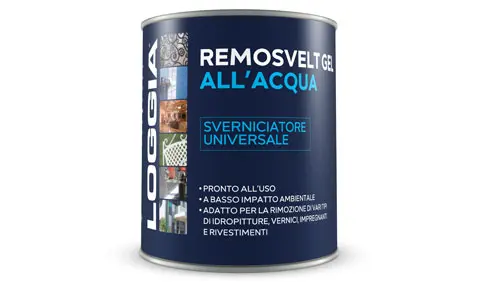 LOGGIA
REMOSVELT GEL
ALL'ACQUA
SVERNICIATORE
UNIVERSALE
• PRONTO ALL'USO
• A BASSO IMPATTO AMBIENTALE
• ADATTO PER LA RIMOZIONE DI VARI TIPI
DI IDROPITTURE, VERNICI, IMPREGNANTI
E RIVESTIMENTI